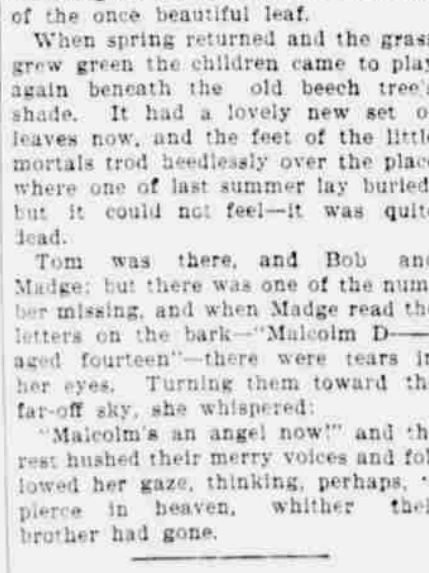 of the once beautiful leaf.
When spring returned and the grass
grew green the children came to play
again beneath the old beech tree's
shade. It had a lovely new set o
leaves now, and the feet of the little
mortals trod heedlessly over the place
where one of last summer lay buried,
but it could not feel—it was quit
dead.
Tom was there, and Bob and
Madge; but there was one of the num
ber missing, and when Madge read the
letters on the bark—"Malcolm D——
aged fourteen"—there were tears in
her eyes. Turning them toward th
far-off sky, she whispered:
"Malcolm's an angel now!" and th
rest hushed their merry voices and fol
lowed her gaze, thinking, perhaps,
pierce in heaven, whither thei
brother had gone.